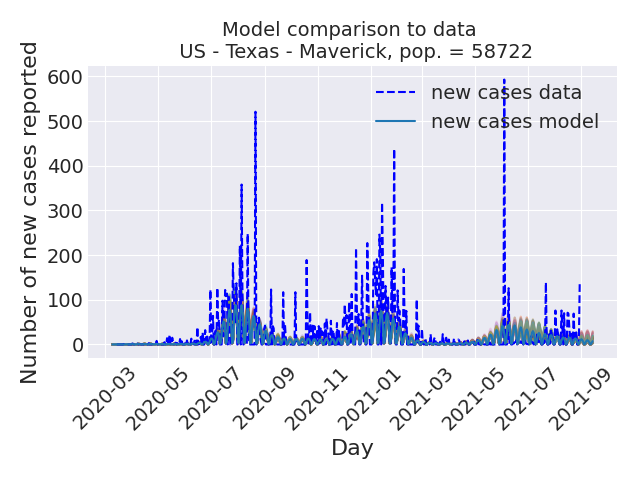 Model comparison to data
US - Texas - Maverick, pop. = 58722
Number of new cases reported
600
500
400
300
200
100
0
new cases data
new cases model
2020-03
2020-05
2020-07
2020-09
2020-11
2021-01
2021-03
2021-05
2021-07
2021-09
Day